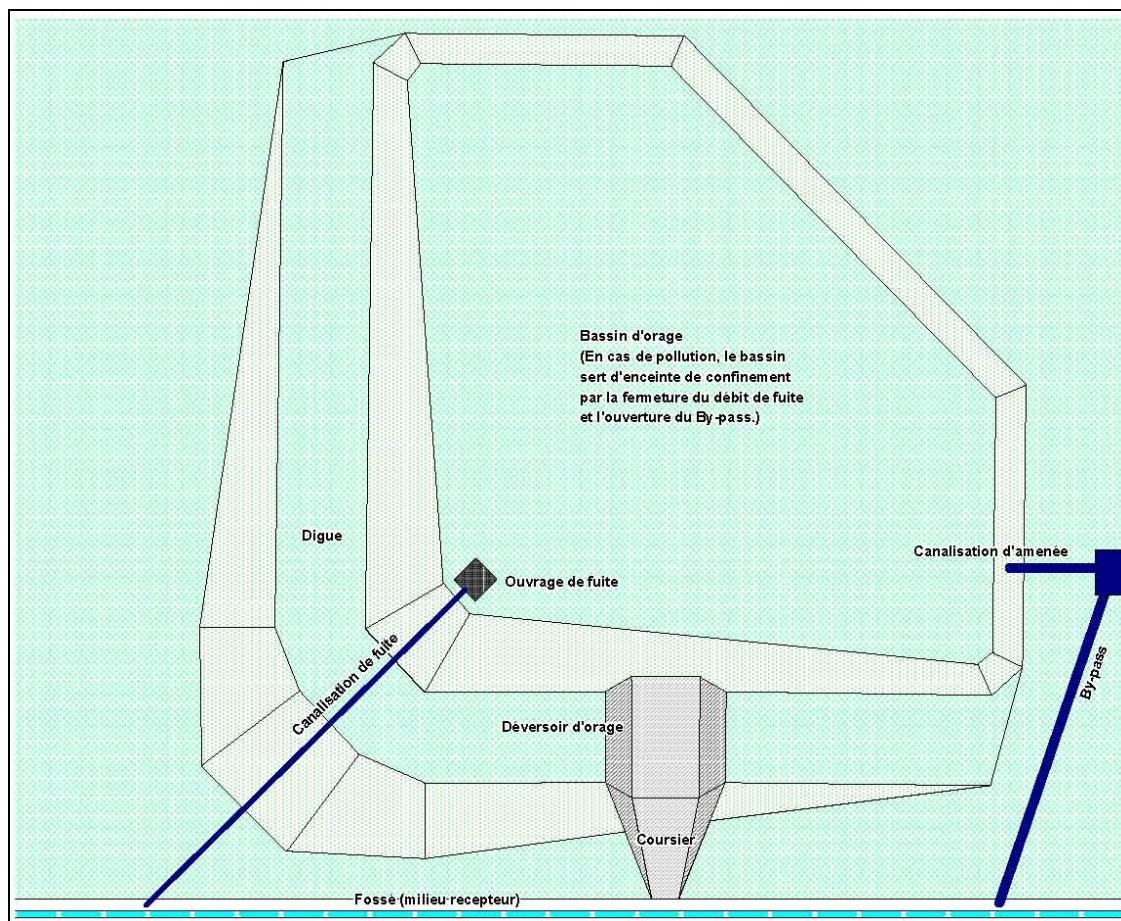 Bassin d'orage
(En cas de pollution, le bassin
sert d'enceinte de confinement
par la fermeture du débit de fuite
et l'ouverture du By-pass.)
Digue
Canalisation d'amenée
Ouvrage de fuite
Canalisation de fuite
By-pass
Déversoir d'orage
Coursier
Fossé (milieu recepteur)